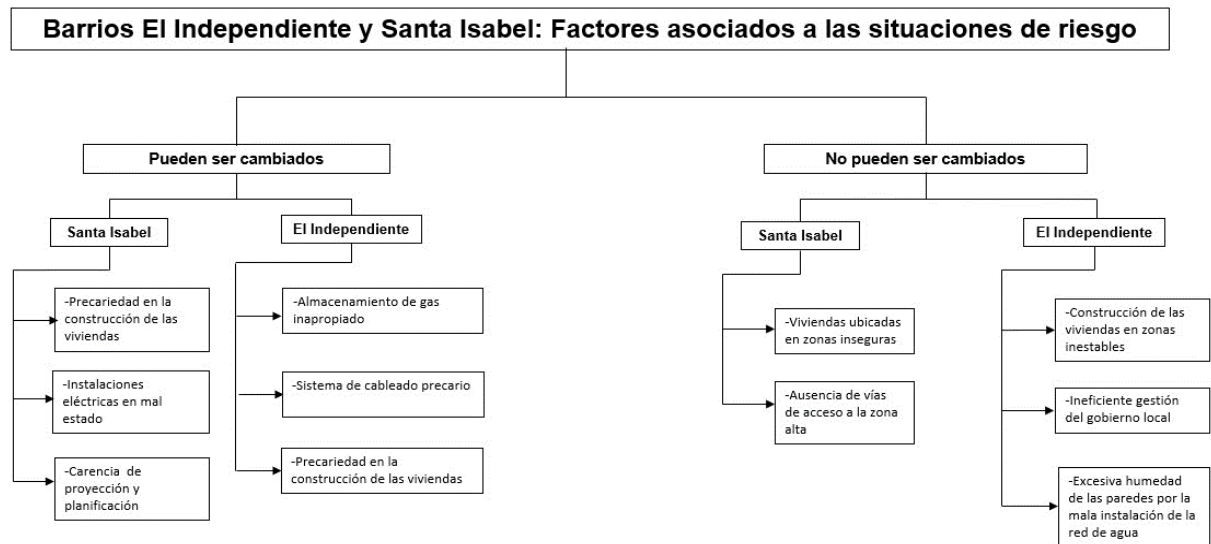 Barrios El Independiente y Santa Isabel: Factores asociados a las situaciones de riesgo
Pueden ser cambiados
Santa Isabel
-Precariedad en la
construcción de las
viviendas
-Instalaciones
eléctricas en mal
estado
-Carencia de
proyección y
planificación
El Independiente
-Almacenamiento de gas
inapropiado
-Sistema de cableado precario
-Precariedad en la
construcción de las viviendas
No pueden ser cambiados
Santa Isabel
-Viviendas ubicadas
en zonas inseguras
-Ausencia de vías
de acceso a la zona
alta
El Independiente
-Construcción de las
viviendas en zonas
inestables
-Ineficiente gestión
del gobierno local
-Excesiva humedad
de las paredes por la
mala instalación de la
red de agua